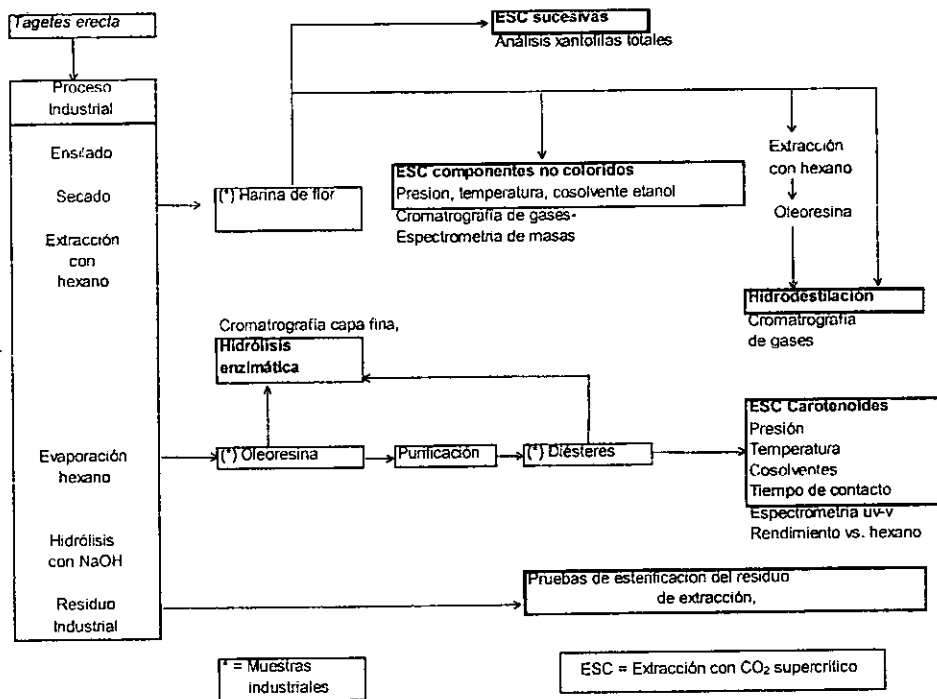 Tagetes erecta
Proceso
Industrial
Ensilado
Secado
Extracción
con
hexano
Evaporación
hexano
Hidrólisis
con NaOH
Residuo
Industrial
ESC sucesivas
Análisis xantofilas totales
(*) Harina de flor
ESC componentes no coloridos
Presion, temperatura, cosolvente etanol
Cromatografía de gases-
Espectrometria de masas
Extracción
con hexano
Oleoresina
Hidrodestilación
Cromatografía
de gases
Cromatografía capa fina,
Hidrólisis
enzimática
(*) Oleoresina
Purificación
(*) Diésteres
ESC Carotenoides
Presión
Temperatura
Cosolventes
Tiempo de contacto
Espectrometria uv-v
Rendimiento vs. hexano
Pruebas de esterificacion del residuo
de extracción,
* = Muestras
industriales
ESC = Extracción con CO₂ supercrítico